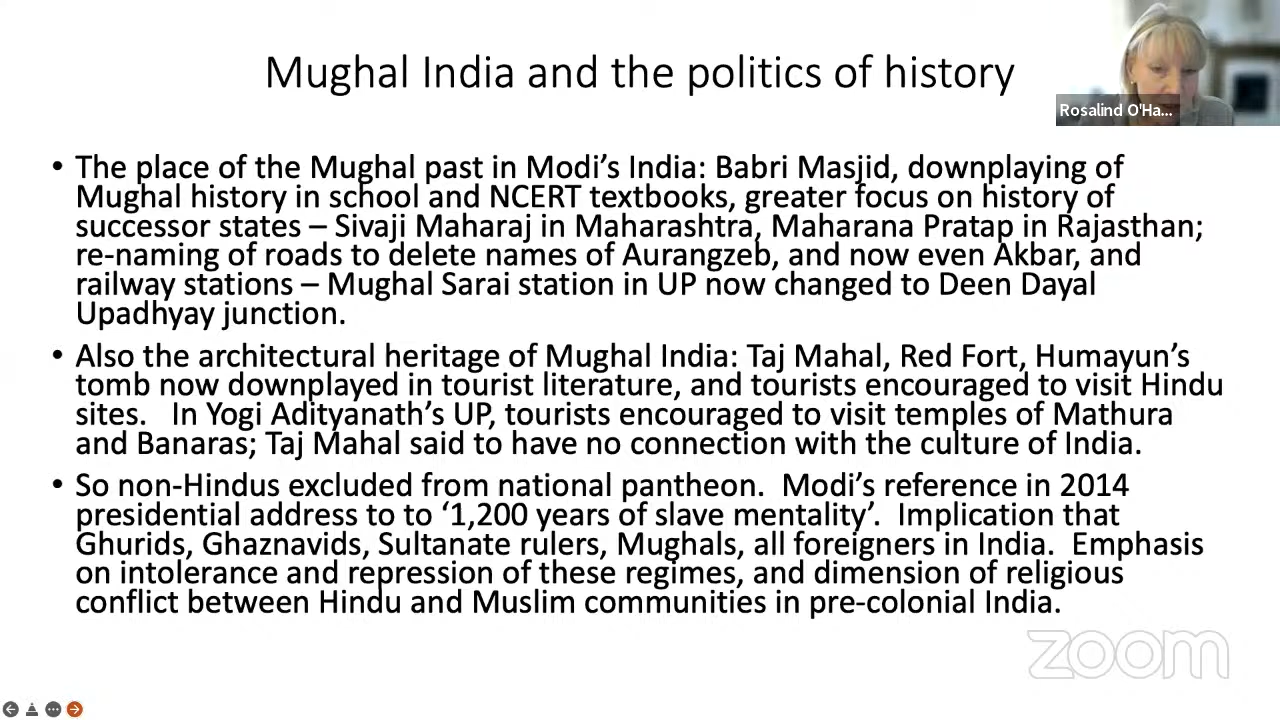 Mughal India and the politics of history
Rosalind O'Ha...
• The place of the Mughal past in Modi’s India: Babri Masjid, downplaying of
Mughal history in school and NCERT textbooks, greater focus on history of
successor states – Sivaji Maharaj in Maharashtra, Maharana Pratap in Rajasthan;
re-naming of roads to delete names of Aurangzeb, and now even Akbar, and
railway stations – Mughal Sarai station in UP now changed to Deen Dayal
Upadhyay junction.
• Also the architectural heritage of Mughal India: Taj Mahal, Red Fort, Humayun’s
tomb now downplayed in tourist literature, and tourists encouraged to visit Hindu
sites. In Yogi Adityanath’s UP, tourists encouraged to visit temples of Mathura
and Banaras; Taj Mahal said to have no connection with the culture of India.
• So non-Hindus excluded from national pantheon. Modi’s reference in 2014
presidential address to to ‘1,200 years of slave mentality’. Implication that
Ghurids, Ghaznavids, Sultanate rulers, Mughals, all foreigners in India. Emphasis
on intolerance and repression of these regimes, and dimension of religious
conflict between Hindu and Muslim communities in pre-colonial India.
zoom